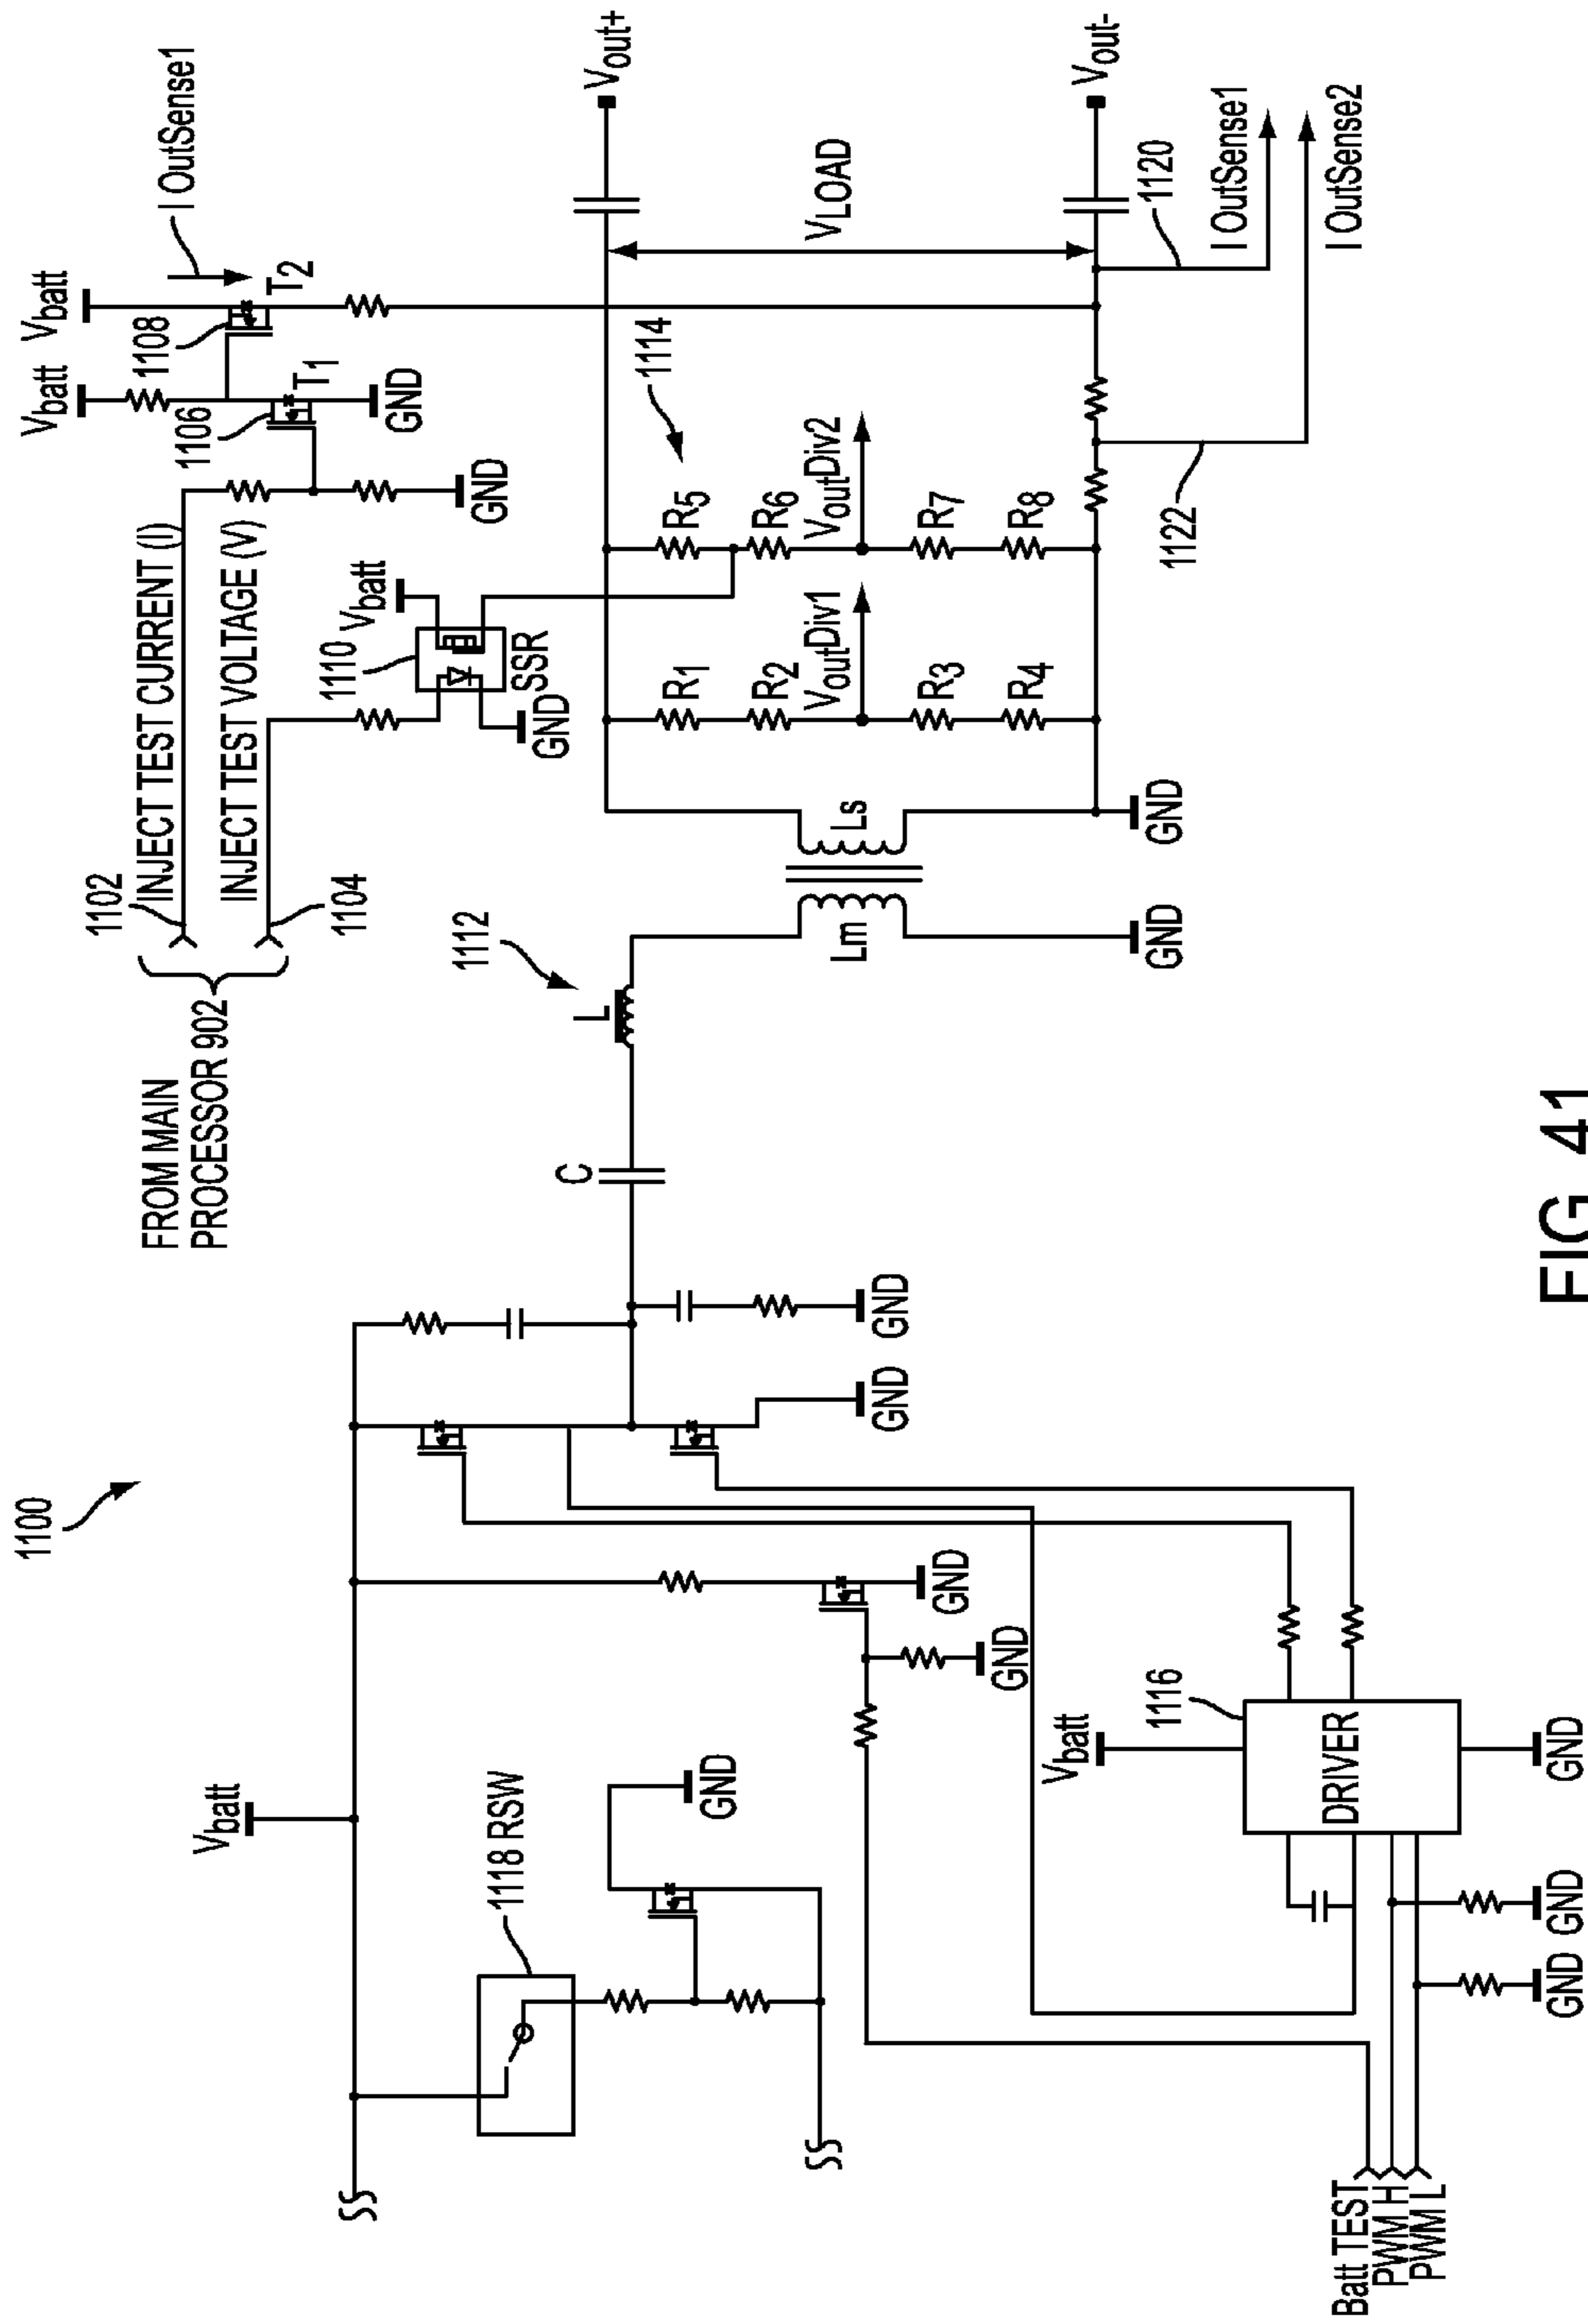 1100
FROM MAIN
PROCESSOR 902
1102
INJECT TEST CURRENT (I)
INJECT TEST VOLTAGE (V)
1104
Vbatt
Vbatt
I OutSense1
1106
1108
T1
T2
GND
GND
1110
Vbatt
SSR
GND
Vout+
Vbatt
1118 RSW
GND
C
L
1112
Lm
Ls
R1
R2
VoutDiv1
R3
R4
1114
R5
R6
VoutDiv2
R7
R8
VLOAD
Vout-
GND
GND
GND
GND
GND
GND
1120
1122
I OutSense1
I OutSense2
Vbatt
1116
DRIVER
Batt TEST
PWM H
PWM L
GND
GND
GND
FIG. 41